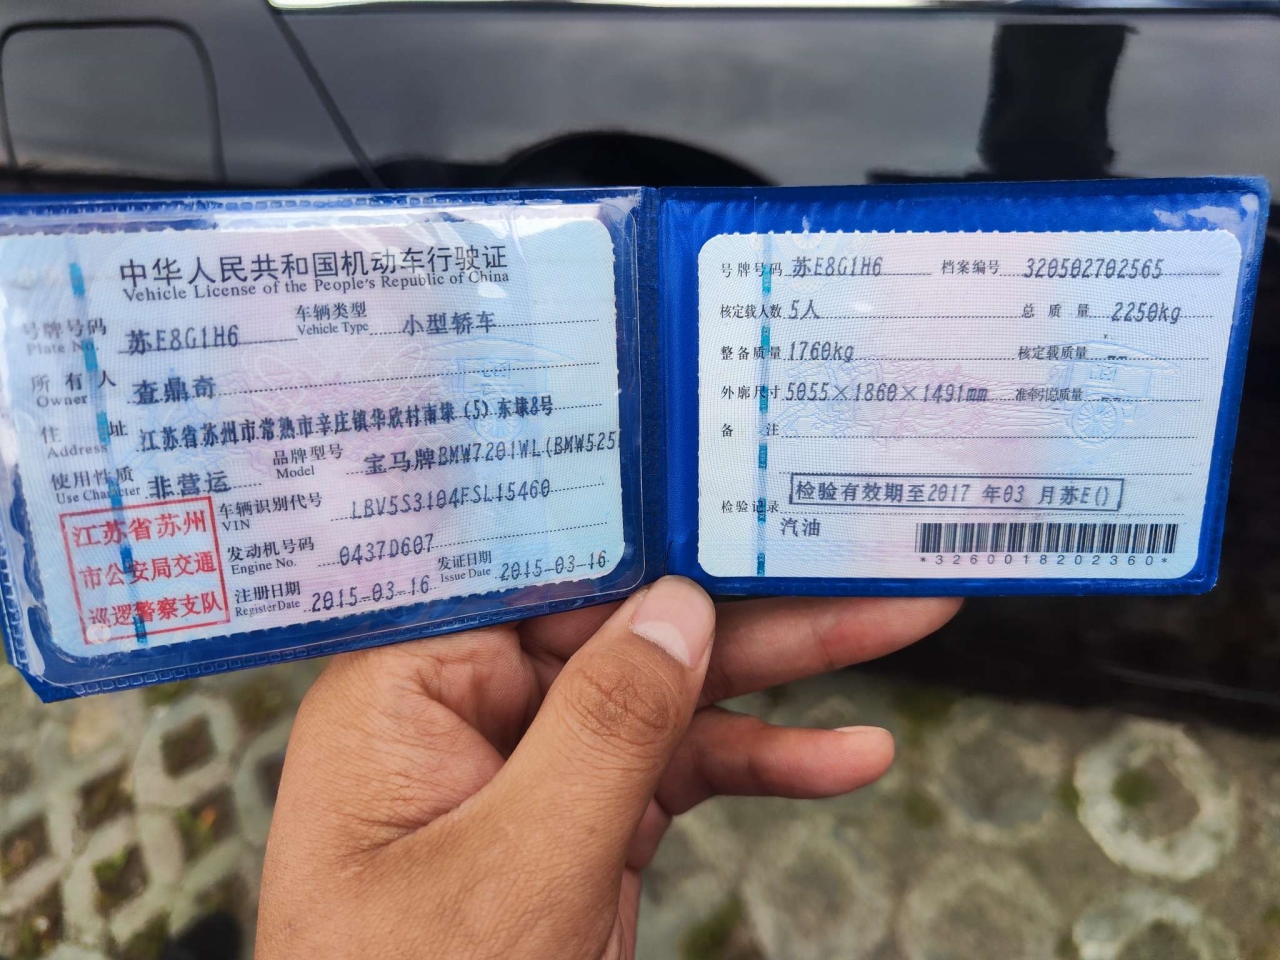 中华人民共和国机动车行驶证
Vehicle License of the People's Republic of China
号牌号码 苏E8G1H6 车辆类型 小型轿车
Plate No. Vehicle Type
所有人 查鼎奇
Owner
住址 江苏省苏州市常熟市辛庄镇华欣村南㘰(5)东㘰8号
Address
使用性质 非营运 品牌型号 宝马牌BMW7201WL(BMW525
Use Character Model
江苏省苏州
市公安局交通
巡逻警察支队
车辆识别代号 LBV5S3104FSL15460
VIN
发动机号码 0437D607
Engine No.
注册日期 2015-03-16 发证日期 2015-03-16
Register Date Issue Date
号牌号码 苏E8G1H6 档案编号 320502702565
核定载人数 5人 总质量 2250kg
整备质量 1760kg 核定载质量 --
外廓尺寸 5055×1860×1491mm 准牵引总质量 --
备注
检验记录 检验有效期至2017年03月苏E()
汽油
*3260018202360*